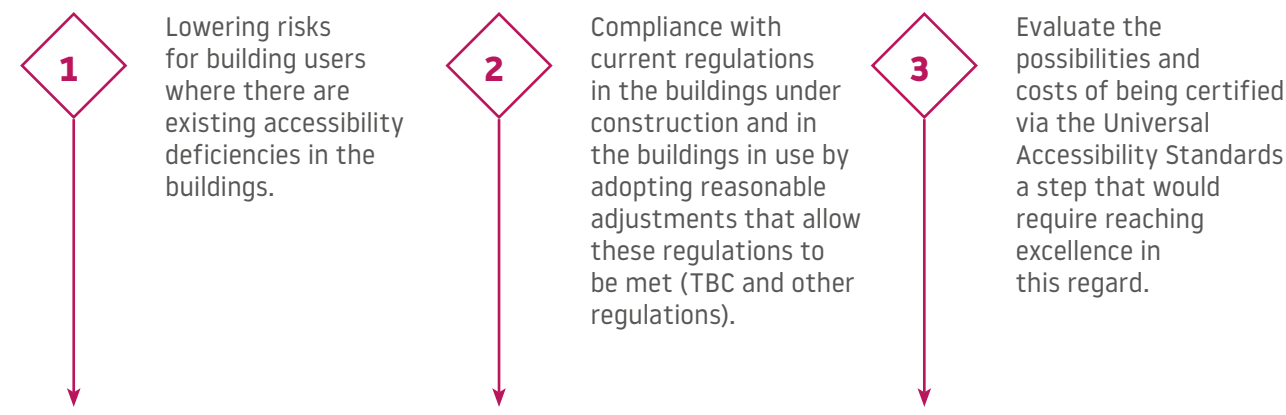 1
Lowering risks
for building users
where there are
existing accessibility
deficiencies in the
buildings.
2
Compliance with
current regulations
in the buildings under
construction and in
the buildings in use by
adopting reasonable
adjustments that allow
these regulations to
be met (TBC and other
regulations).
3
Evaluate the
possibilities and
costs of being certified
via the Universal
Accessibility Standards
a step that would
require reaching
excellence in
this regard.